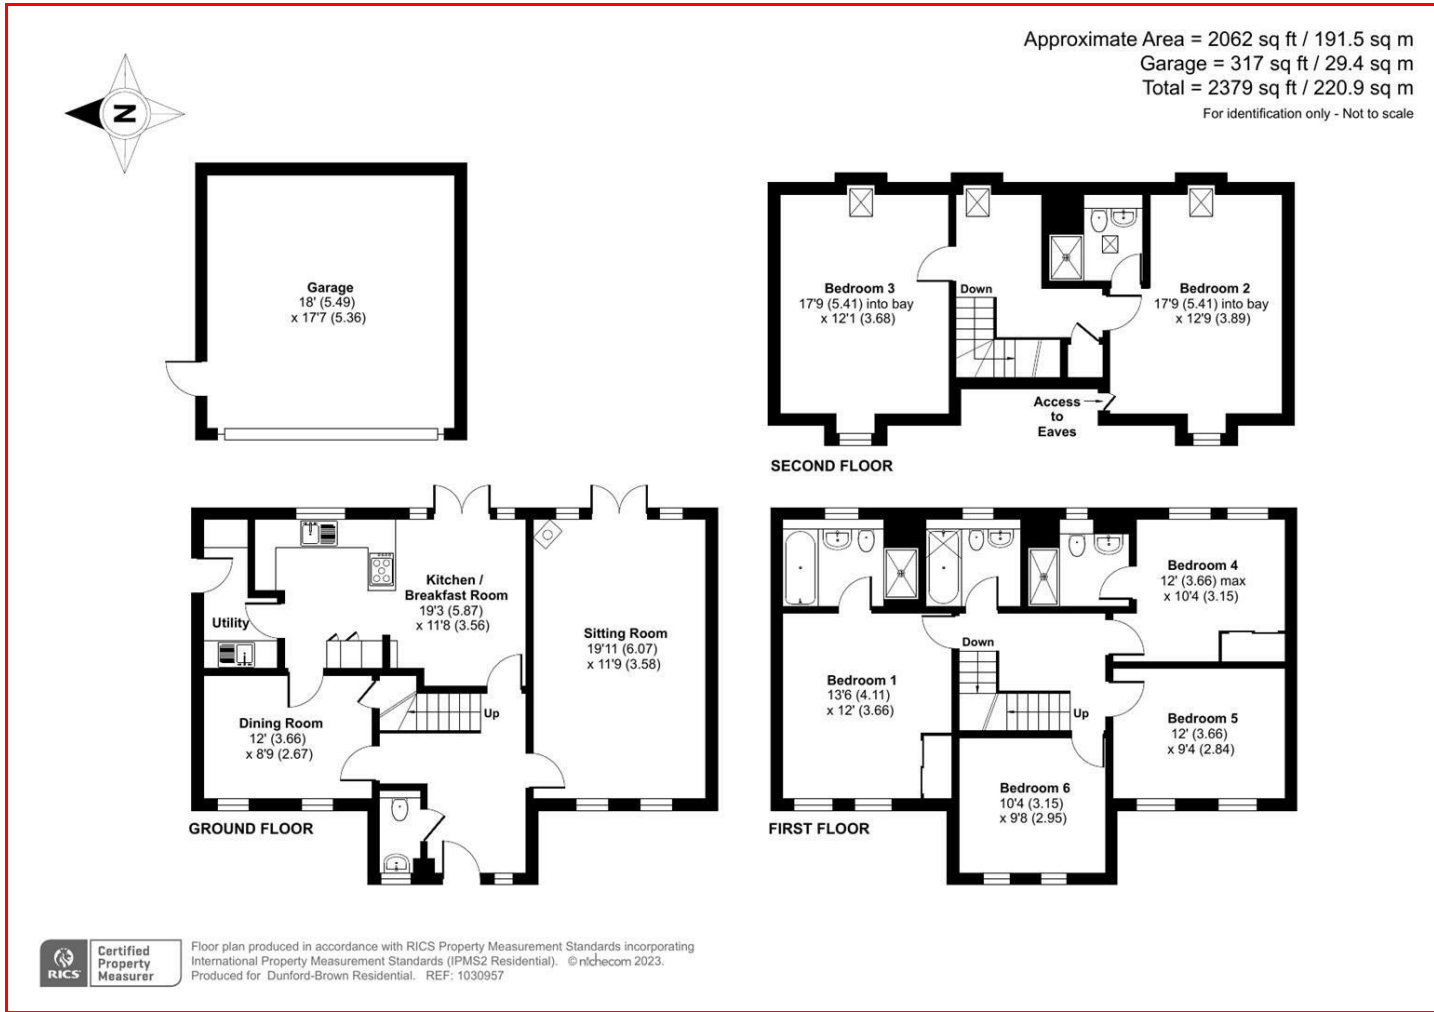 Approximate Area = 2062 sq ft / 191.5 sq m
Garage = 317 sq ft / 29.4 sq m
Total = 2379 sq ft / 220.9 sq m
For identification only - Not to scale
N
Garage
18' (5.49)
x 17'7 (5.36)
Bedroom 3
17'9 (5.41) into bay
x 12'1 (3.68)
Down
Bedroom 2
17'9 (5.41) into bay
x 12'9 (3.89)
Access
to
Eaves
SECOND FLOOR
Kitchen /
Breakfast Room
19'3 (5.87)
x 11'8 (3.56)
Utility
Sitting Room
19'11 (6.07)
x 11'9 (3.58)
Dining Room
12' (3.66)
x 8'9 (2.67)
Up
GROUND FLOOR
Bedroom 4
12' (3.66) max
x 10'4 (3.15)
Down
Bedroom 1
13'6 (4.11)
x 12' (3.66)
Up
Bedroom 5
12' (3.66)
x 9'4 (2.84)
Bedroom 6
10'4 (3.15)
x 9'8 (2.95)
FIRST FLOOR
RICS
Certified
Property
Measurer
Floor plan produced in accordance with RICS Property Measurement Standards incorporating
International Property Measurement Standards (IPMS2 Residential). © nichecom 2023.
Produced for Dunford-Brown Residential. REF: 1030957